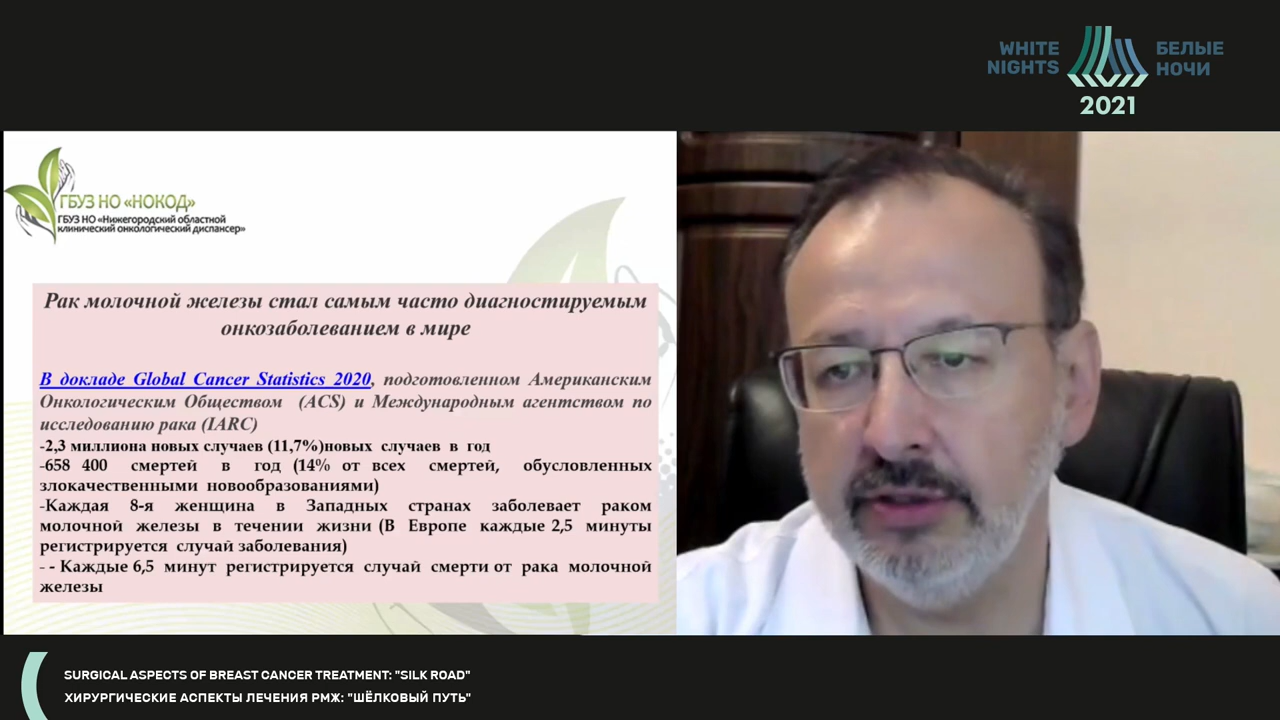 WHITE NIGHTS
БЕЛЫЕ НОЧИ
2021
ГБУЗ НО «НОКОД»
ГБУЗ НО «Нижегородский областной
клинический онкологический диспансер»
Рак молочной железы стал самым часто диагностируемым
онкозаболеванием в мире
В докладе Global Cancer Statistics 2020, подготовленном Американским
Онкологическим Обществом (ACS) и Международным агентством по
исследованию рака (IARC)
-2,3 миллиона новых случаев (11,7%)новых случаев в год
-658 400 смертей в год (14% от всех смертей, обусловленных
злокачественными новообразованиями)
-Каждая 8-я женщина в Западных странах заболевает раком
молочной железы в течении жизни (В Европе каждые 2,5 минуты
регистрируется случай заболевания)
- - Каждые 6,5 минут регистрируется случай смерти от рака молочной
железы
SURGICAL ASPECTS OF BREAST CANCER TREATMENT: "SILK ROAD"
ХИРУРГИЧЕСКИЕ АСПЕКТЫ ЛЕЧЕНИЯ РМЖ: "ШЁЛКОВЫЙ ПУТЬ"